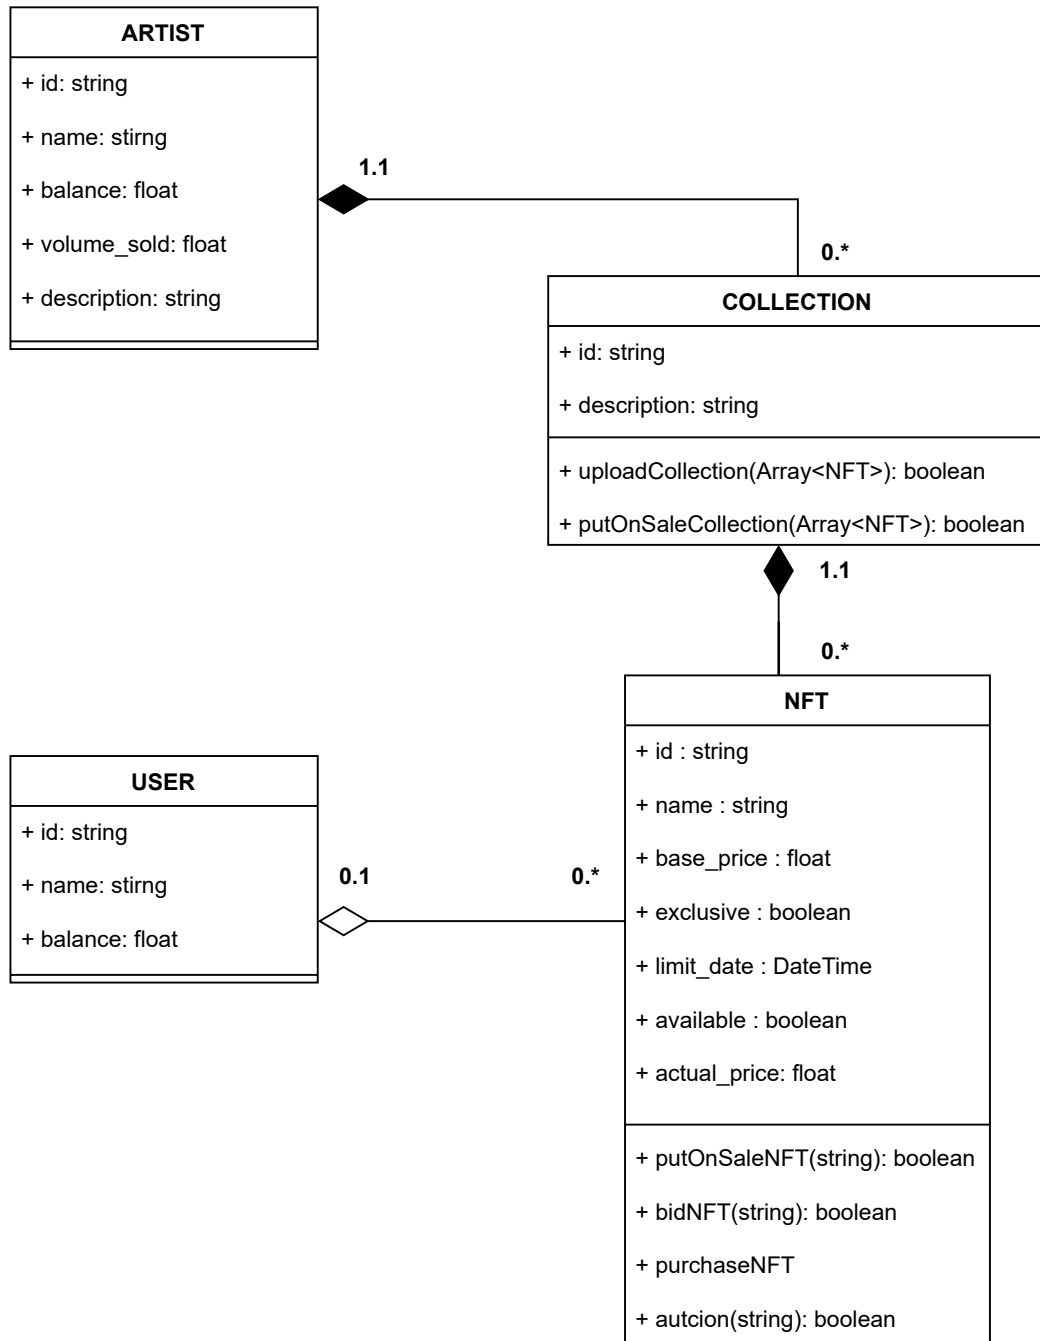 ARTIST
+ id: string
+ name: stirng
+ balance: float
+ volume_sold: float
+ description: string
1.1
0.*
COLLECTION
+ id: string
+ description: string
+ uploadCollection(Array<NFT>): boolean
+ putOnSaleCollection(Array<NFT>): boolean
1.1
0.*
NFT
+ id : string
+ name : string
+ base_price : float
+ exclusive : boolean
+ limit_date : DateTime
+ available : boolean
+ actual_price: float
+ putOnSaleNFT(string): boolean
+ bidNFT(string): boolean
+ purchaseNFT
+ autcion(string): boolean
USER
+ id: string
+ name: stirng
+ balance: float
0.1
0.*